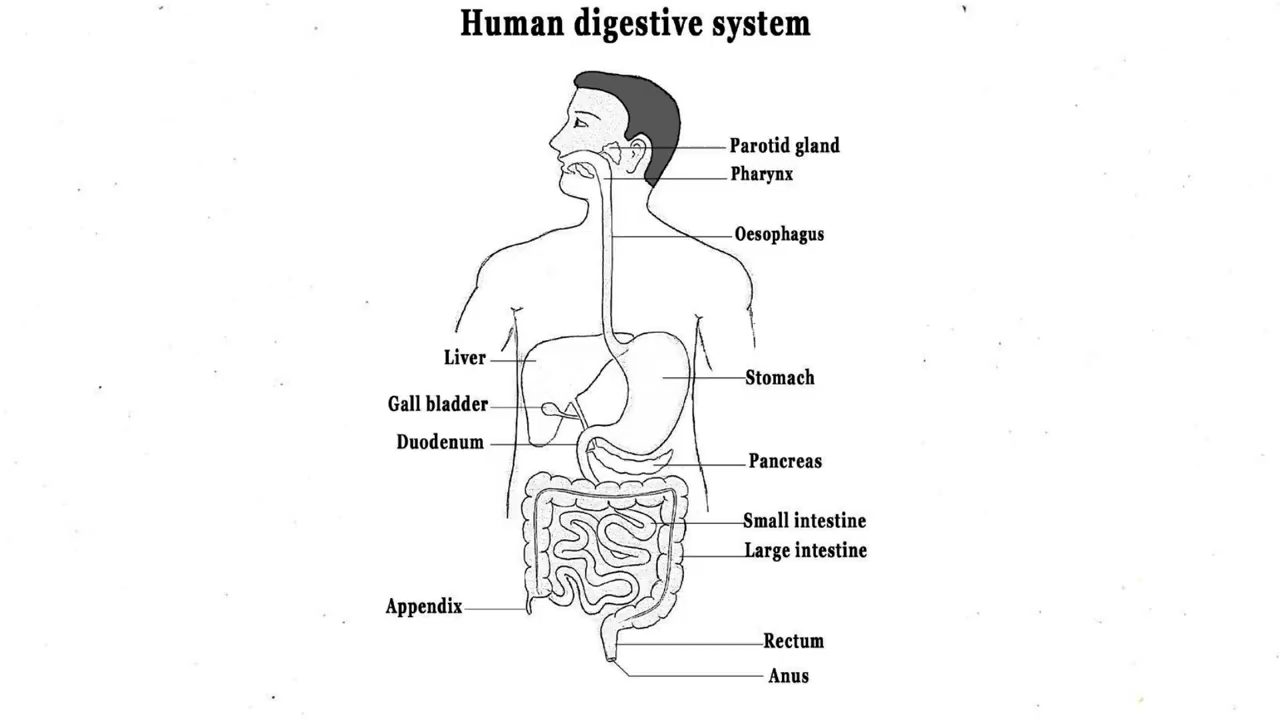 Human digestive system
Parotid gland
Pharynx
Oesophagus
Liver
Stomach
Gall bladder
Duodenum
Pancreas
Small intestine
Large intestine
Appendix
Rectum
Anus